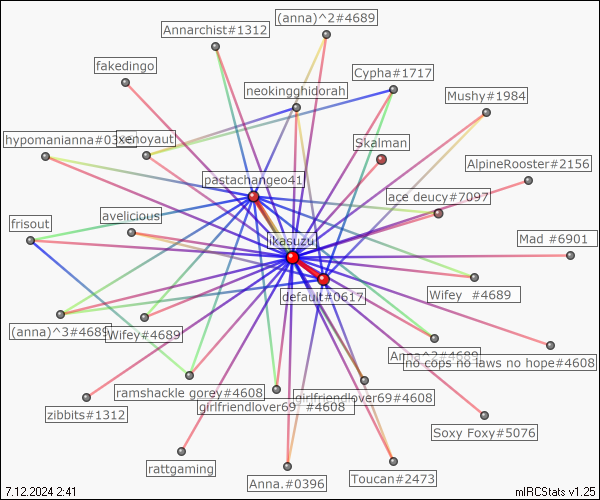 (anna)^2#4689
Annarchist#1312
fakedingo
Cypha#1717
neokingghidorah
Mushy#1984
hypomanianna#0396
xenoyaut
Skalman
AlpineRooster#2156
pastachangeo41
ace deucy#7097
avelicious
frisout
ikasuzu
Mad #6901
default#0617
Wifey #4689
(anna)^3#4689
Wifey#4689
Anna^2#4689
no cops no laws no hope#4608
ramshackle gorey#4608
girlfriendlover69#4608
girlfriendlover69 #4608
zibbits#1312
Soxy Foxy#5076
rattgaming
Toucan#2473
Anna.#0396
7.12.2024 2:41
mIRCStats v1.25